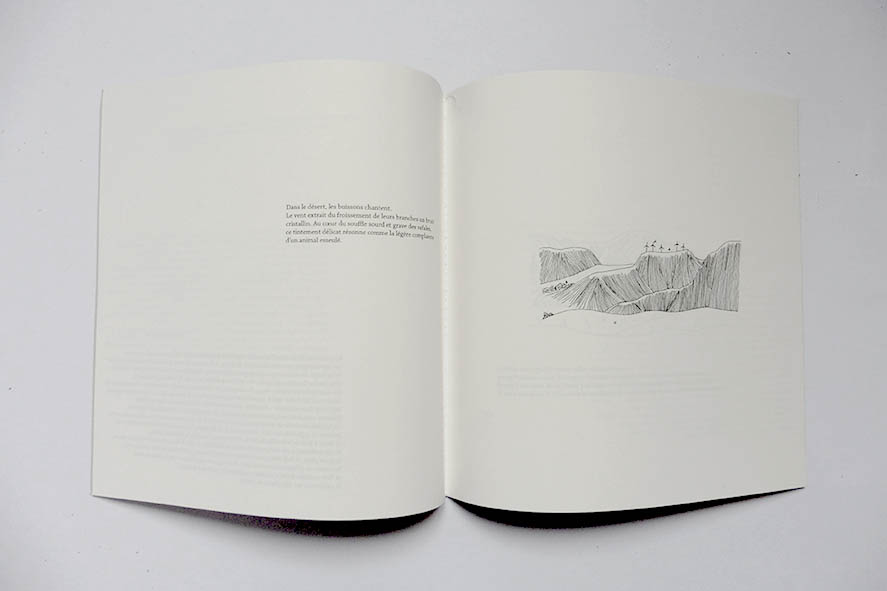 Dans le désert, les buissons chantent.
Le vent extrait du froissement de leurs branches un bruit
cristallin. Au cœur du souffle sourd et grave des rafales,
ce tintement délicat résonne comme la légère complainte
d'un animal esseulé.